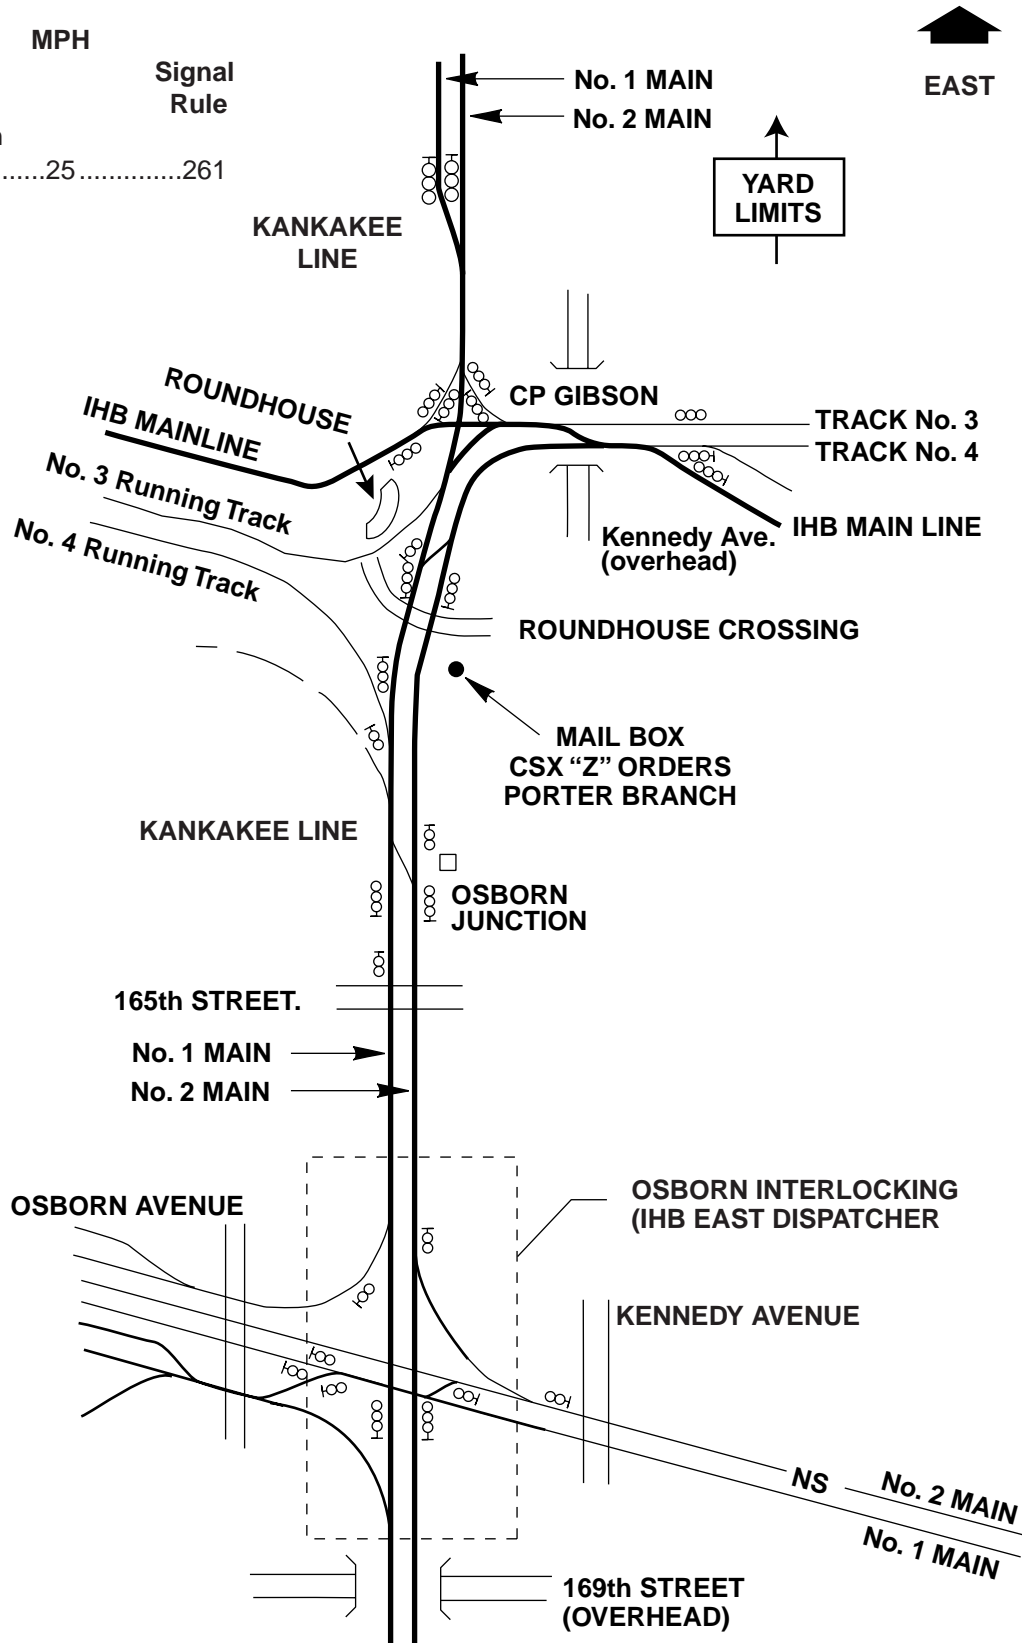 MPH
EAST
Signal
Rule
n
......25..............261
No. 1 MAIN
No. 2 MAIN
YARD
LIMITS
KANKAKEE
LINE
ROUNDHOUSE
CP GIBSON
IHB MAINLINE
TRACK No. 3
TRACK No. 4
No. 3 Running Track
No. 4 Running Track
IHB MAIN LINE
Kennedy Ave.
(overhead)
ROUNDHOUSE CROSSING
MAIL BOX
CSX “Z” ORDERS
PORTER BRANCH
KANKAKEE LINE
OSBORN
JUNCTION
165th STREET.
No. 1 MAIN
No. 2 MAIN
OSBORN AVENUE
OSBORN INTERLOCKING
(IHB EAST DISPATCHER
KENNEDY AVENUE
NS
No. 2 MAIN
No. 1 MAIN
169th STREET
(OVERHEAD)